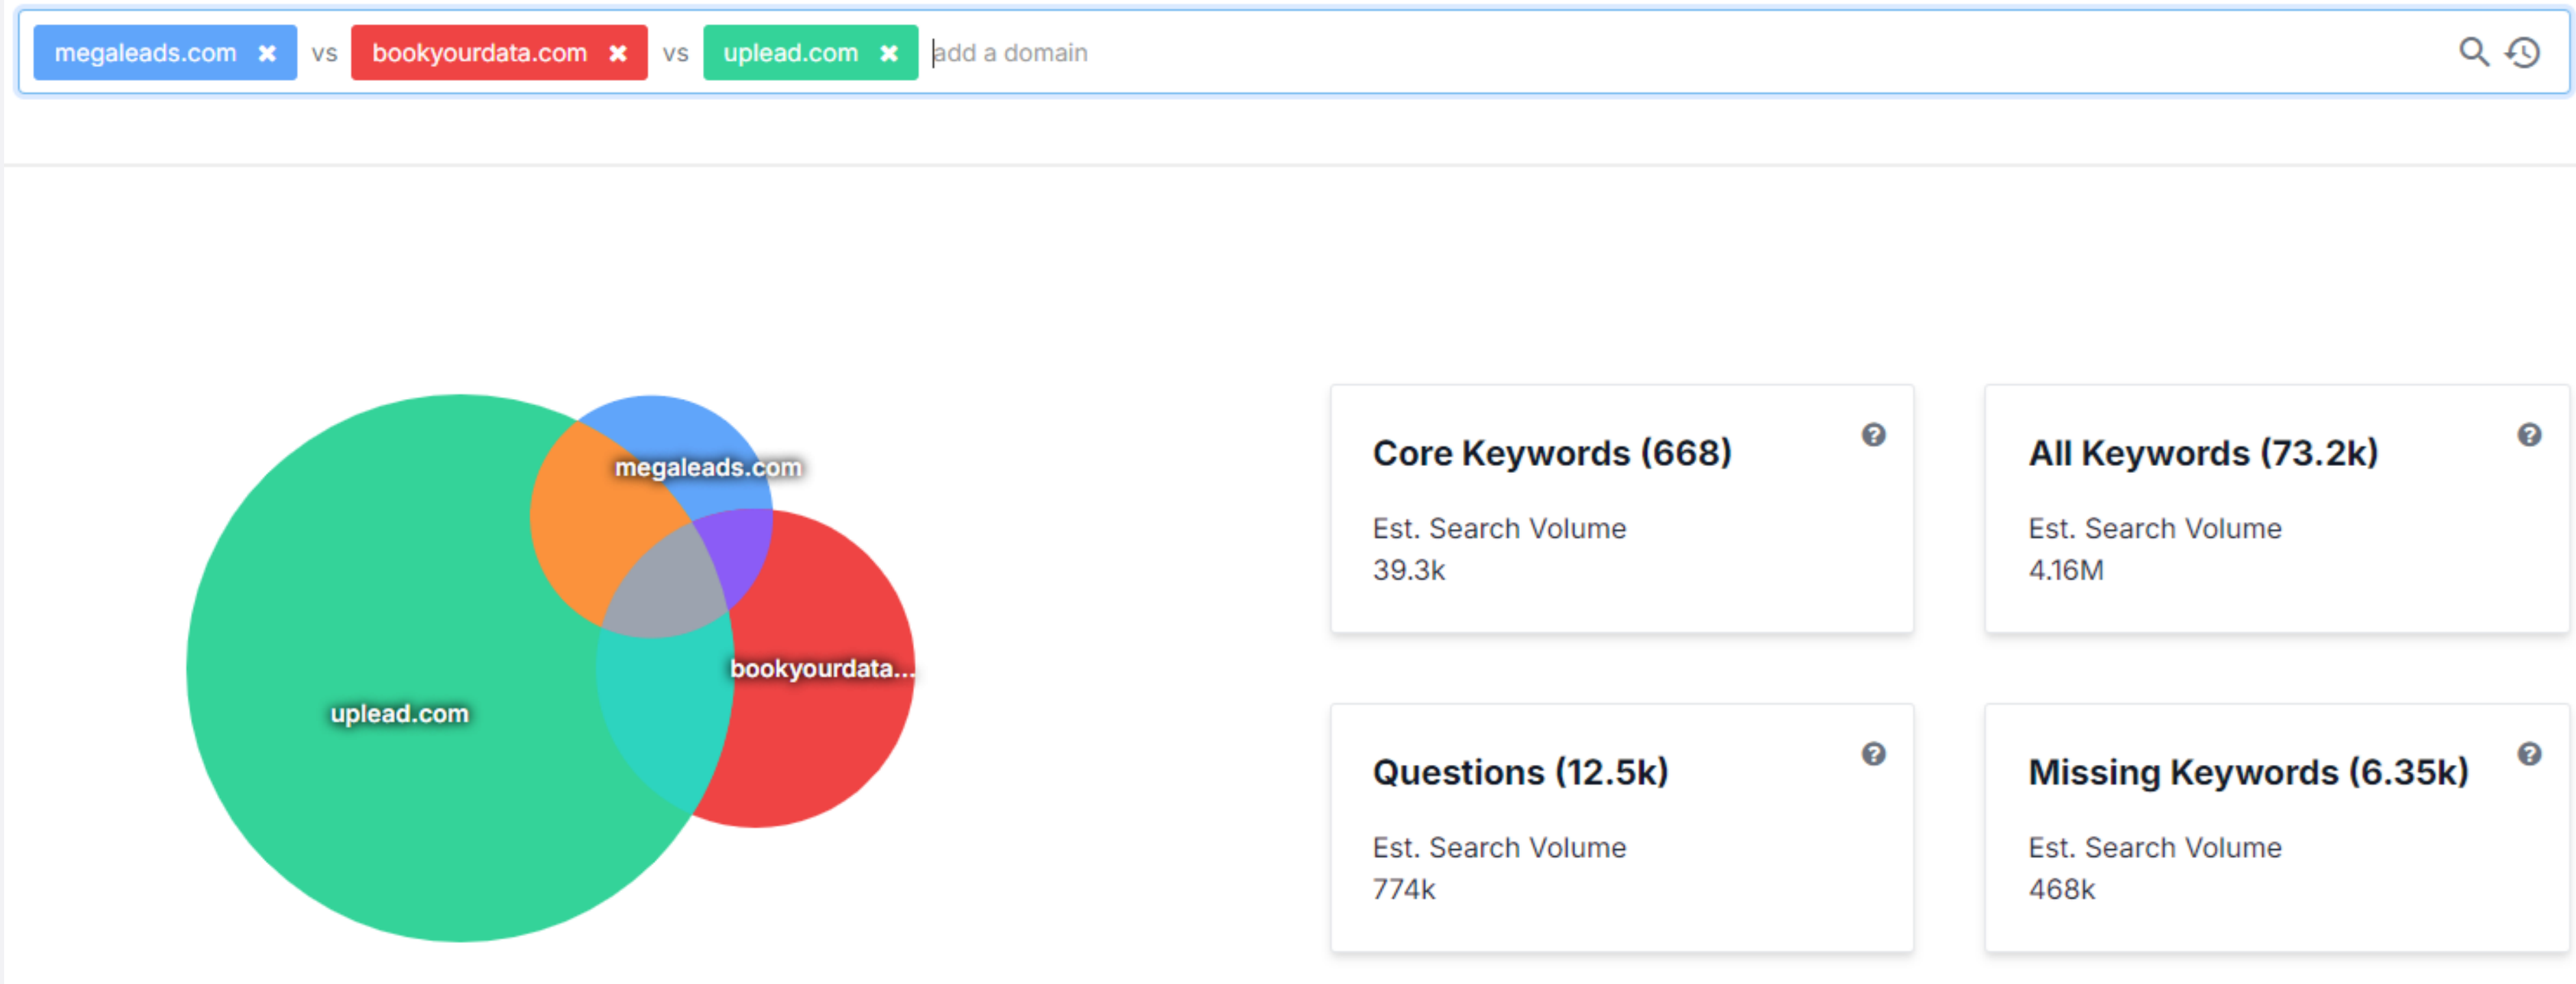 megaleads.com ✖ vs bookyourdata.com ✖ vs uplead.com ✖ add a domain
megaleads.com
bookyourdata...
uplead.com
Core Keywords (668)
Est. Search Volume
39.3k
All Keywords (73.2k)
Est. Search Volume
4.16M
Questions (12.5k)
Est. Search Volume
774k
Missing Keywords (6.35k)
Est. Search Volume
468k